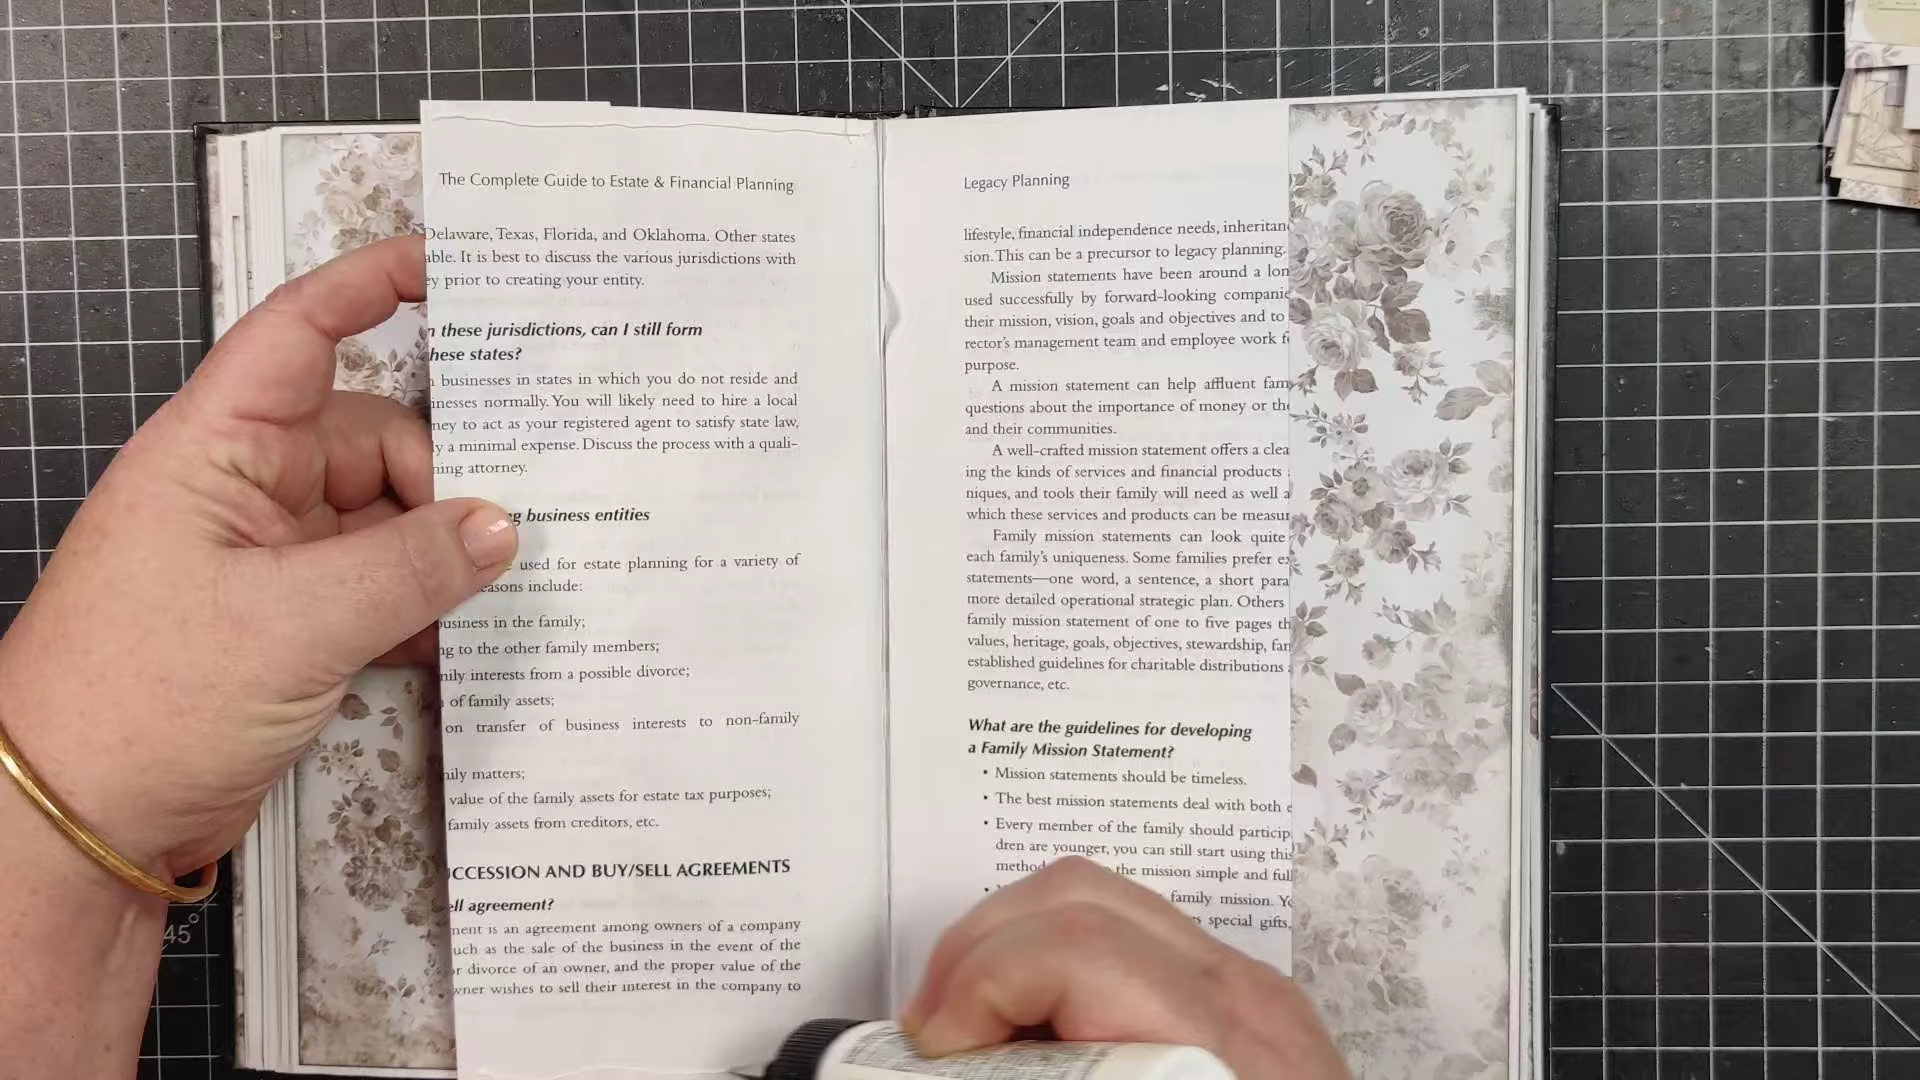 The Complete Guide to Estate & Financial Planning
Delaware, Texas, Florida, and Oklahoma. Other states
able. It is best to discuss the various jurisdictions with
ey prior to creating your entity.
n these jurisdictions, can I still form
hese states?
businesses in states in which you do not reside and
inesses normally. You will likely need to hire a local
ney to act as your registered agent to satisfy state law,
ly a minimal expense. Discuss the process with a quali-
ning attorney.
g business entities
used for estate planning for a variety of
easons include:
business in the family;
ng to the other family members;
nily interests from a possible divorce;
of family assets;
on transfer of business interests to non-family
nily matters;
value of the family assets for estate tax purposes;
family assets from creditors, etc.
CCESSION AND BUY/SELL AGREEMENTS
ell agreement?
ment is an agreement among owners of a company
uch as the sale of the business in the event of the
r divorce of an owner, and the proper value of the
wner wishes to sell their interest in the company to
Legacy Planning
lifestyle, financial independence needs, inheritan
sion. This can be a precursor to legacy planning.
Mission statements have been around a lon
used successfully by forward-looking companie
their mission, vision, goals and objectives and to
rector's management team and employee work f
purpose.
A mission statement can help affluent fam
questions about the importance of money or the
and their communities.
A well-crafted mission statement offers a clea
ing the kinds of services and financial products
niques, and tools their family will need as well a
which these services and products can be measur
Family mission statements can look quite
each family's uniqueness. Some families prefer ex
statements—one word, a sentence, a short para
more detailed operational strategic plan. Others
family mission statement of one to five pages th
values, heritage, goals, objectives, stewardship, fam
established guidelines for charitable distributions
governance, etc.
What are the guidelines for developing
a Family Mission Statement?
• Mission statements should be timeless.
• The best mission statements deal with both e
• Every member of the family should particip
dren are younger, you can still start using this
method the mission simple and full
• family mission. Yo
special gifts,
45°